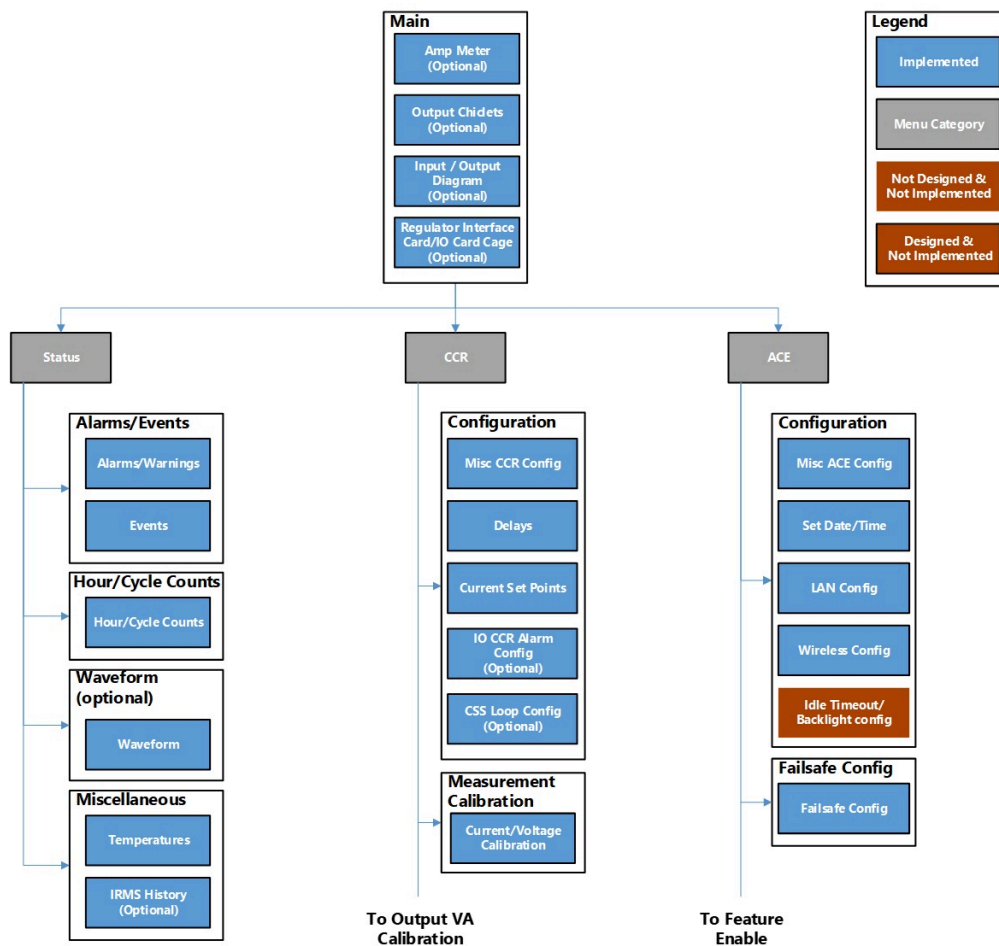 Main
Amp Meter
(Optional)
Output Chiclets
(Optional)
Input / Output
Diagram
(Optional)
Regulator Interface
Card/IO Card Cage
(Optional)
Legend
Implemented
Menu Category
Not Designed &
Not Implemented
Designed &
Not Implemented
Status
CCR
ACE
Alarms/Events
Alarms/Warnings
Events
Hour/Cycle Counts
Hour/Cycle Counts
Waveform
(optional)
Waveform
Miscellaneous
Temperatures
IRMS History
(Optional)
Configuration
Misc CCR Config
Delays
Current Set Points
IO CCR Alarm
Config
(Optional)
CSS Loop Config
(Optional)
Measurement
Calibration
Current/Voltage
Calibration
To Output VA
Calibration
Configuration
Misc ACE Config
Set Date/Time
LAN Config
Wireless Config
Idle Timeout/
Backlight config
Failsafe Config
Failsafe Config
To Feature
Enable